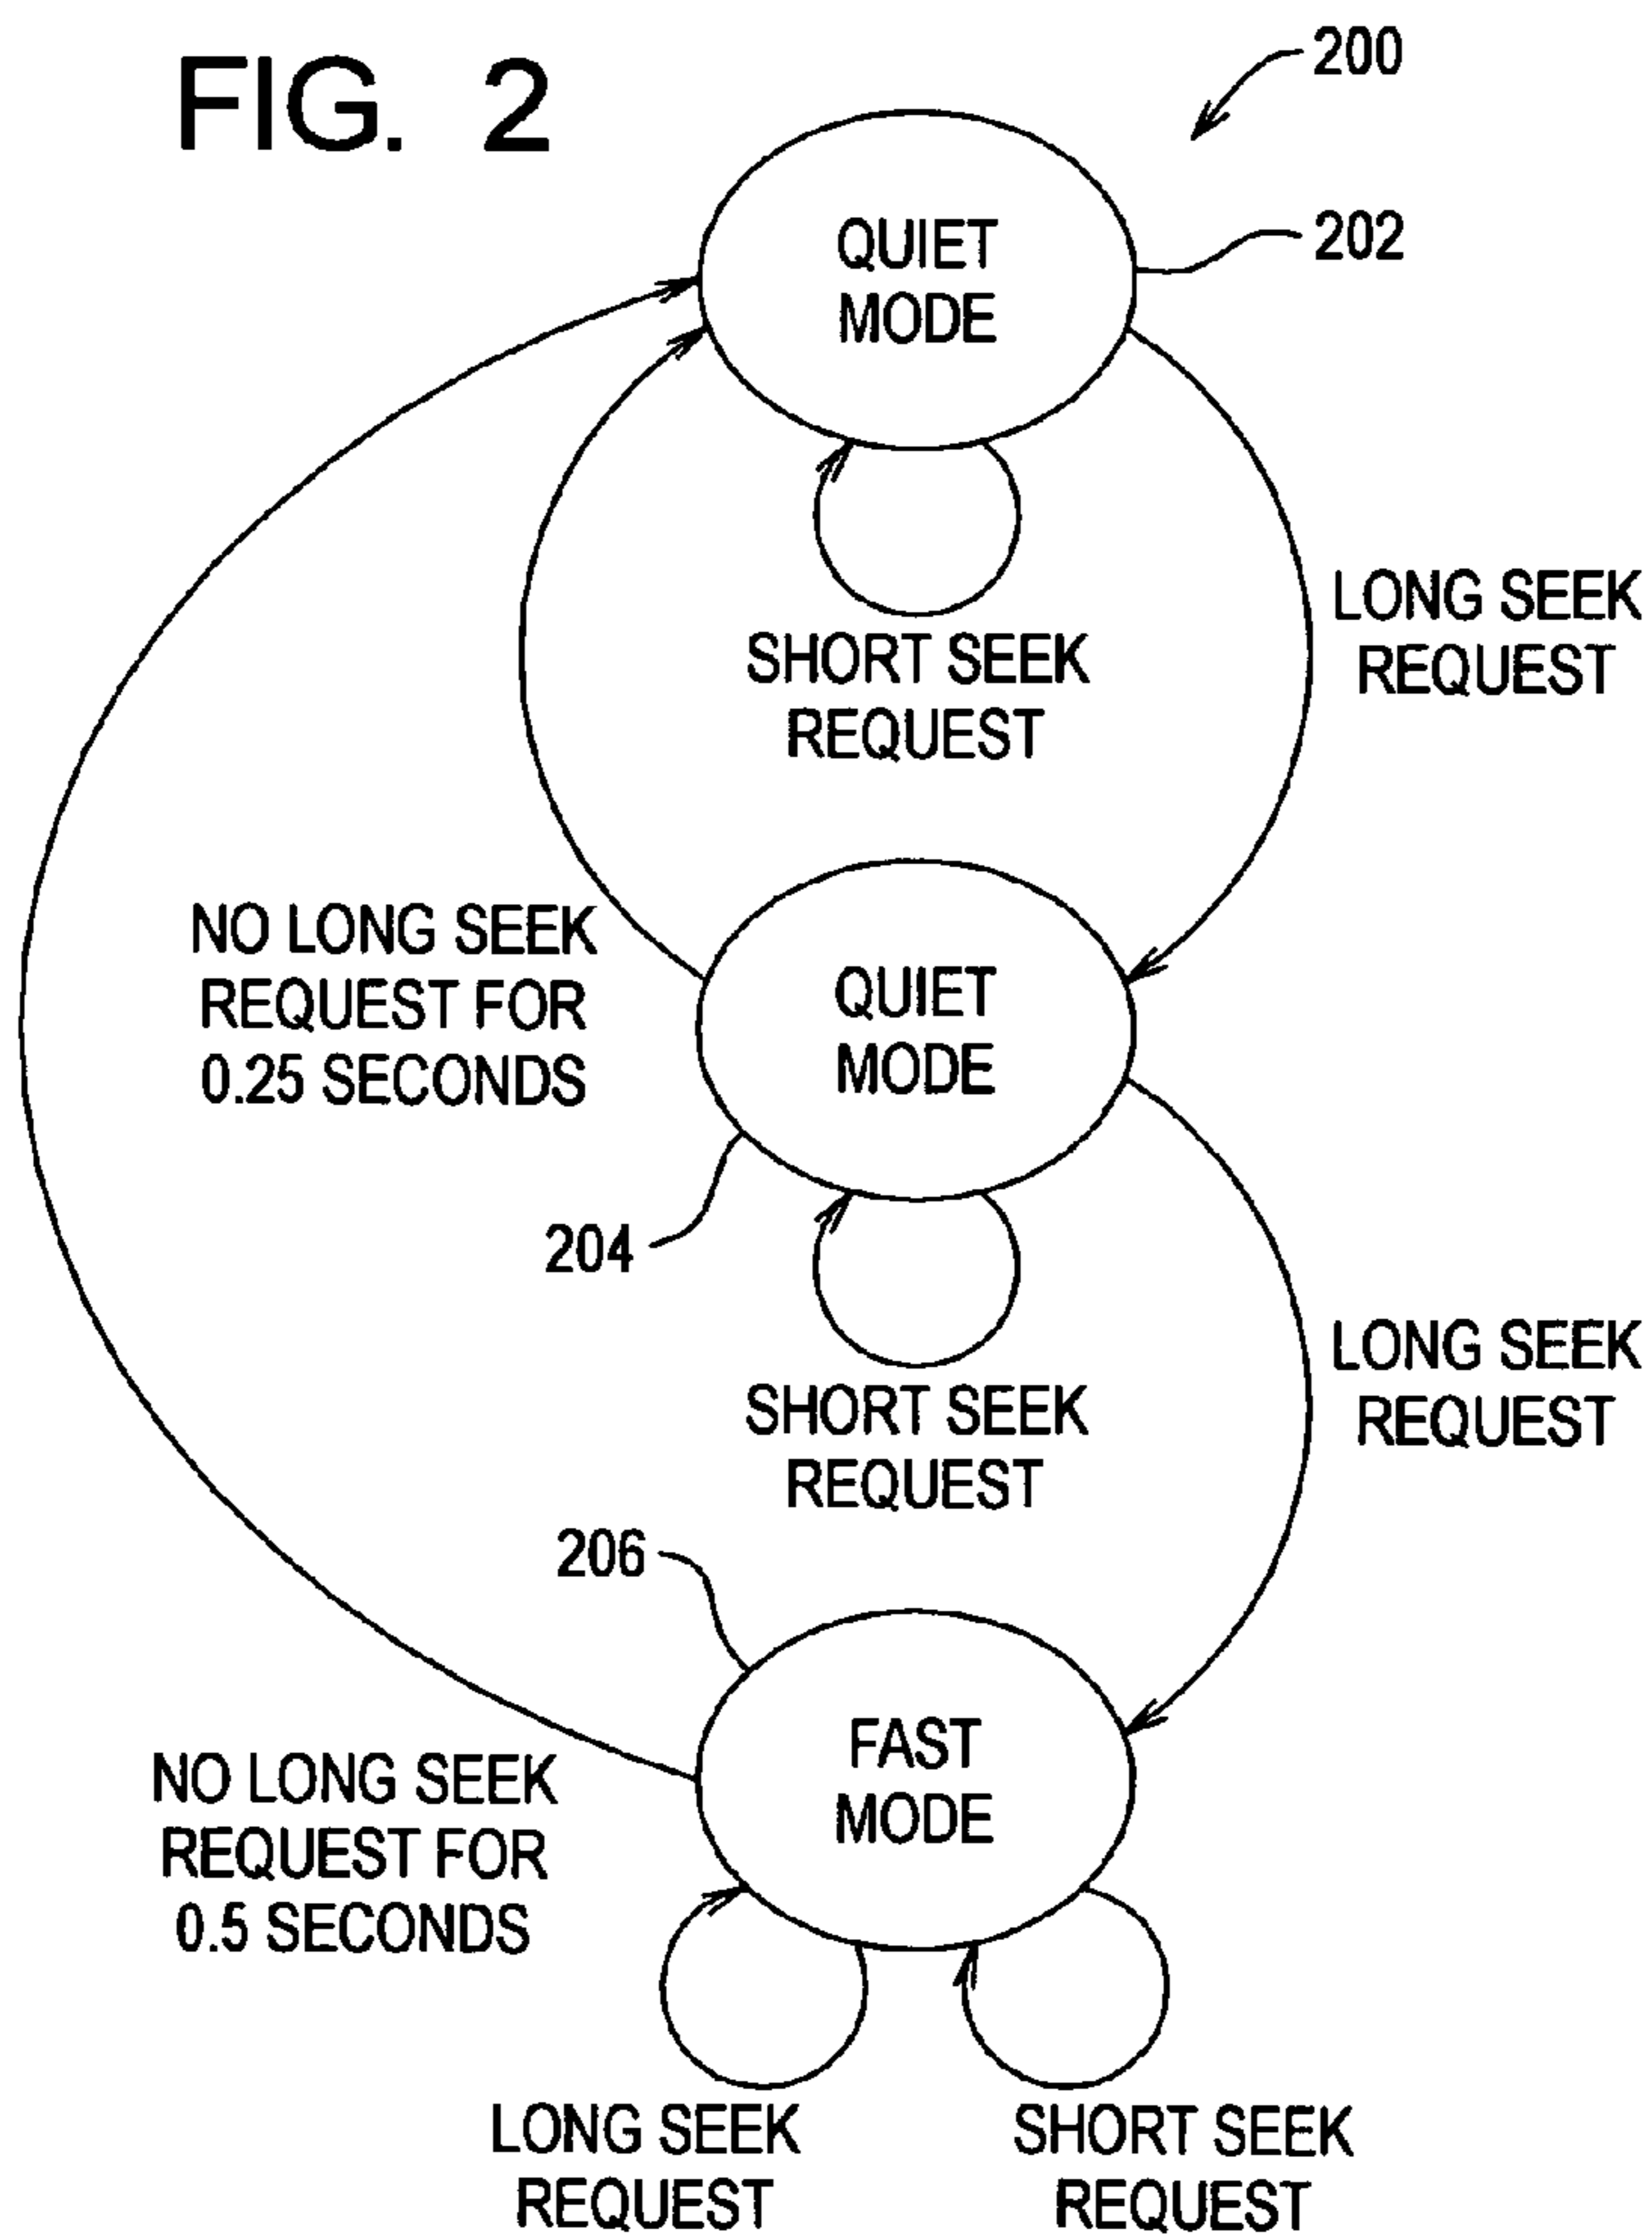 FIG. 2
200
QUIET
MODE
202
LONG SEEK
REQUEST
SHORT SEEK
REQUEST
NO LONG SEEK
REQUEST FOR
0.25 SECONDS
QUIET
MODE
204
SHORT SEEK
REQUEST
LONG SEEK
REQUEST
206
FAST
MODE
NO LONG SEEK
REQUEST FOR
0.5 SECONDS
LONG SEEK
REQUEST
SHORT SEEK
REQUEST